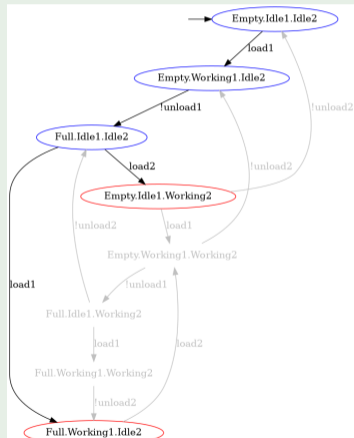 Empty.Idle1.Idle2
load1
Empty.Working1.Idle2
!unload1
!unload2
Full.Idle1.Idle2
load2
!unload2
Empty.Idle1.Working2
!unload2
load1
Empty.Working1.Working2
load1
!unload1
Full.Idle1.Working2
load1
load2
Full.Working1.Working2
!unload2
Full.Working1.Idle2